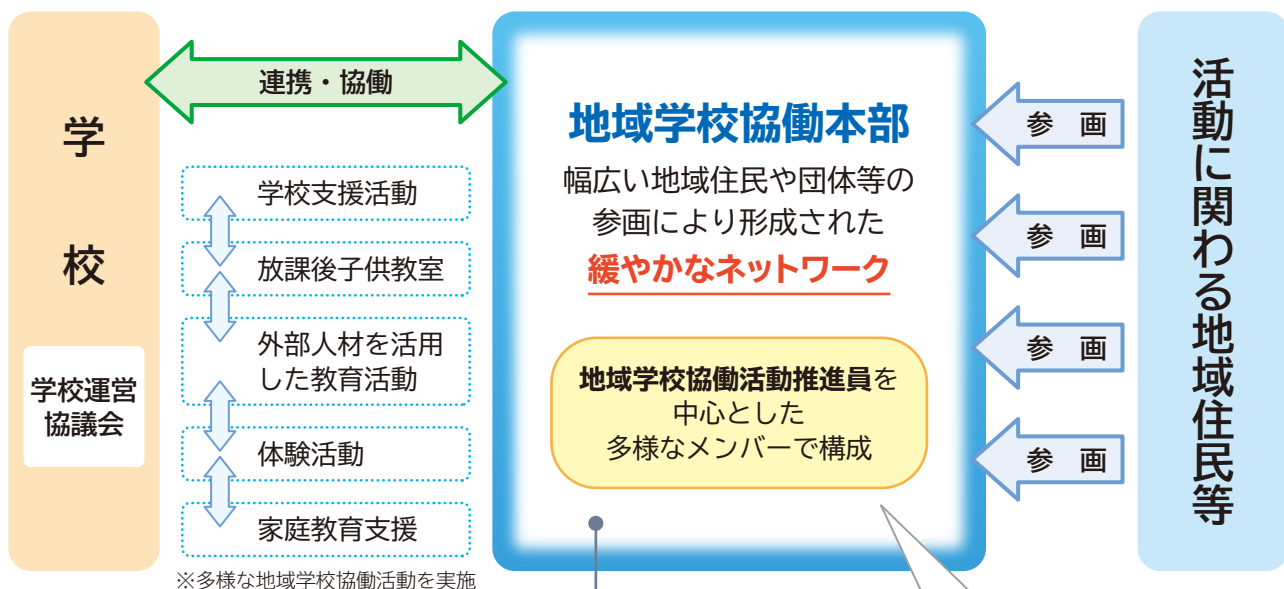 学校
学校運営
協議会
連携・協働
学校支援活動
放課後子供教室
外部人材を活用
した教育活動
体験活動
家庭教育支援
※多様な地域学校協働活動を実施
地域学校協働本部
幅広い地域住民や団体等の
参画により形成された
緩やかなネットワーク
地域学校協働活動推進員を
中心とした
多様なメンバーで構成
参 画
参 画
参 画
参 画
活動に関わる地域住民等